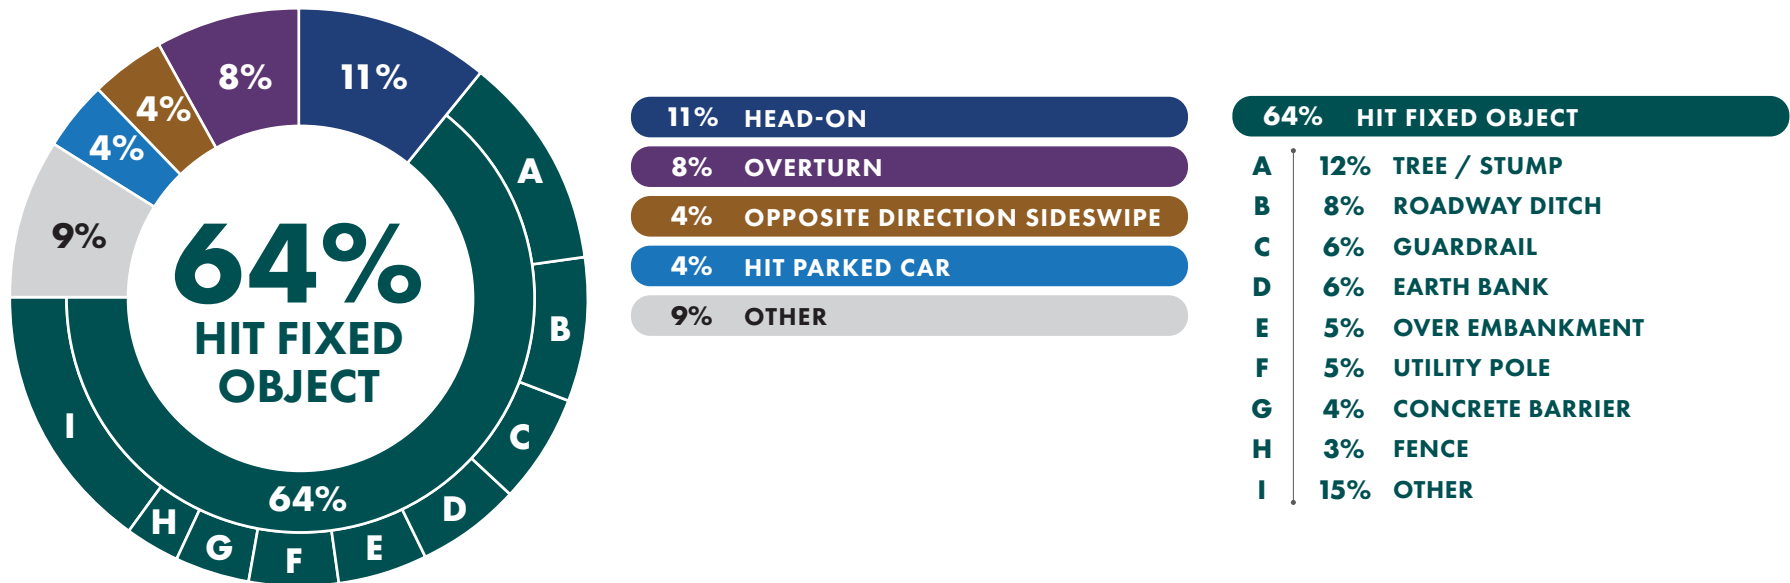 8%
11%
4%
4%
9%
64%
HIT FIXED
OBJECT
A
B
C
D
E
F
G
H
I
64%
11% HEAD-ON
8% OVERTURN
4% OPPOSITE DIRECTION SIDESWIPE
4% HIT PARKED CAR
9% OTHER
64% HIT FIXED OBJECT
A 12% TREE / STUMP
B 8% ROADWAY DITCH
C 6% GUARDRAIL
D 6% EARTH BANK
E 5% OVER EMBANKMENT
F 5% UTILITY POLE
G 4% CONCRETE BARRIER
H 3% FENCE
I 15% OTHER